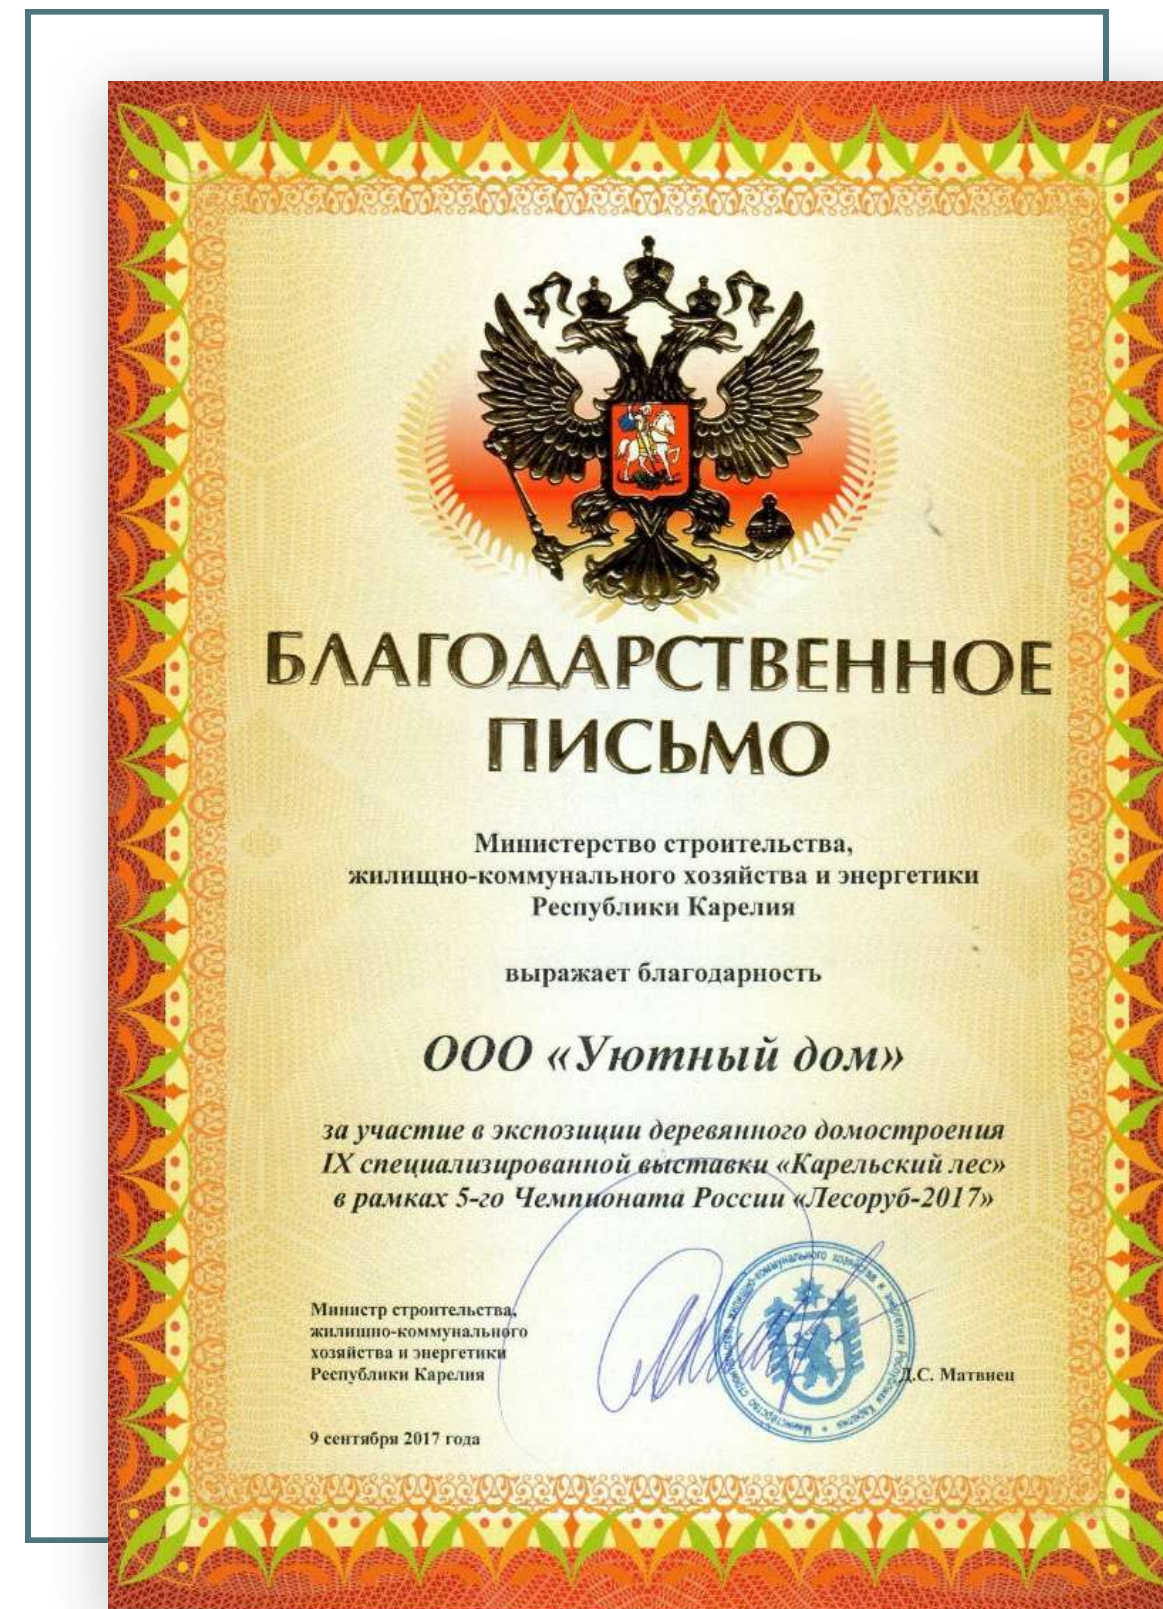 БЛАГОДАРСТВЕННОЕ
ПИСЬМО
Министерство строительства,
жилищно-коммунального хозяйства и энергетики
Республики Карелия
выражает благодарность
ООО «Уютный дом»
за участие в экспозиции деревянного домостроения
IX специализированной выставки «Карельский лес»
в рамках 5-го Чемпионата России «Лесоруб-2017»
Министр строительства,
жилищно-коммунального
хозяйства и энергетики
Республики Карелия
Д.С. Матвиец
9 сентября 2017 года